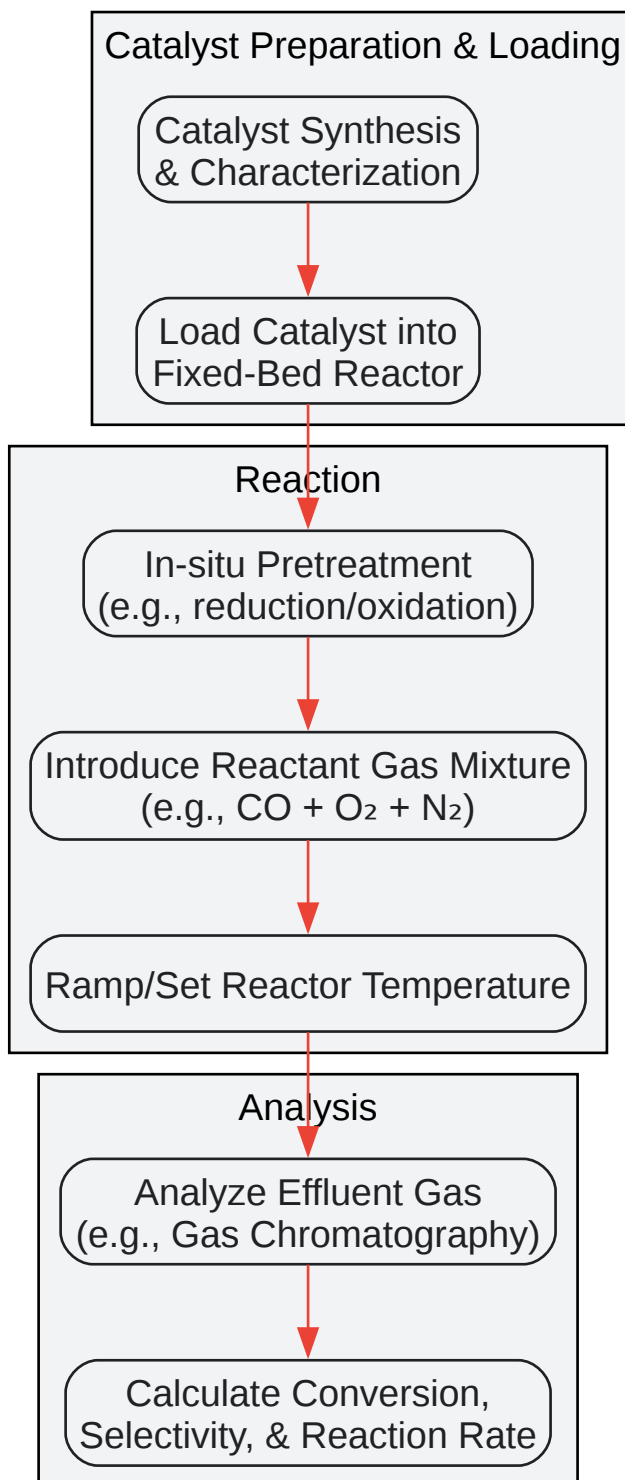 Catalyst Preparation & Loading
Catalyst Synthesis
& Characterization
Load Catalyst into
Fixed-Bed Reactor
Reaction
In-situ Pretreatment
(e.g., reduction/oxidation)
Introduce Reactant Gas Mixture
(e.g., CO + O₂ + N₂)
Ramp/Set Reactor Temperature
Analysis
Analyze Effluent Gas
(e.g., Gas Chromatography)
Calculate Conversion,
Selectivity, & Reaction Rate